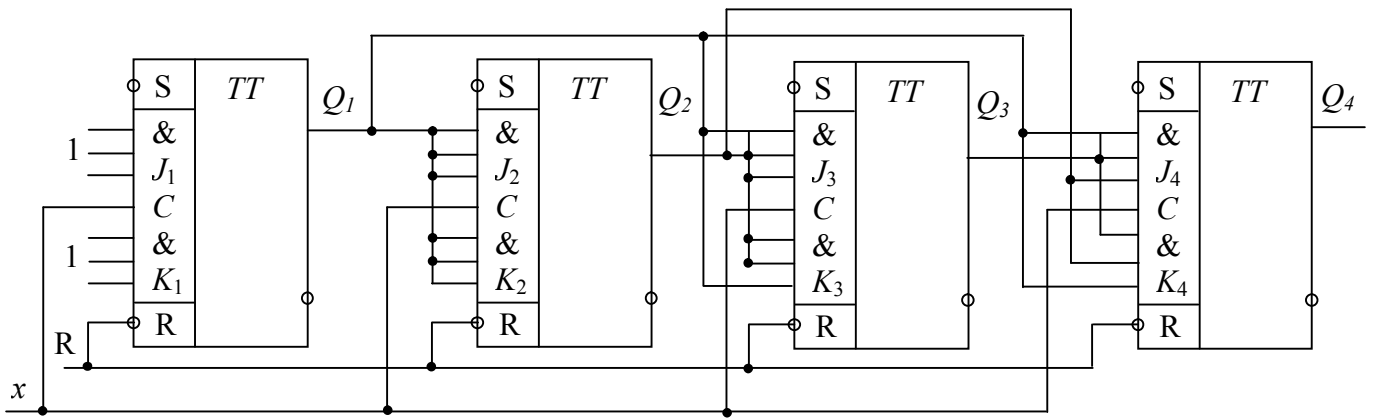 S TT Q1 S TT Q2 S TT Q3 S TT Q4
& & & &
1
J1 J2 J3 J4
C C C C
& & & &
1
K1 K2 K3 K4
R R R R
R
x